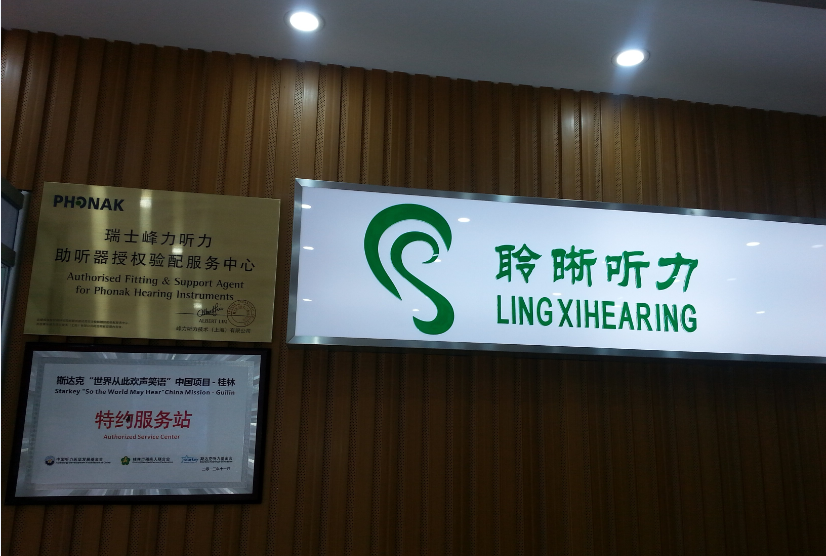 PHONAK
瑞士峰力听力
助听器授权验配服务中心
Authorised Fitting & Support Agent
for Phonak Hearing Instruments
斯达克“世界从此欢声笑语”中国项目-桂林
Starkey "So the World May Hear" China Mission - Guilin
特约服务站
Authorized Service Center
聆晰听力
LINGXIHEARING